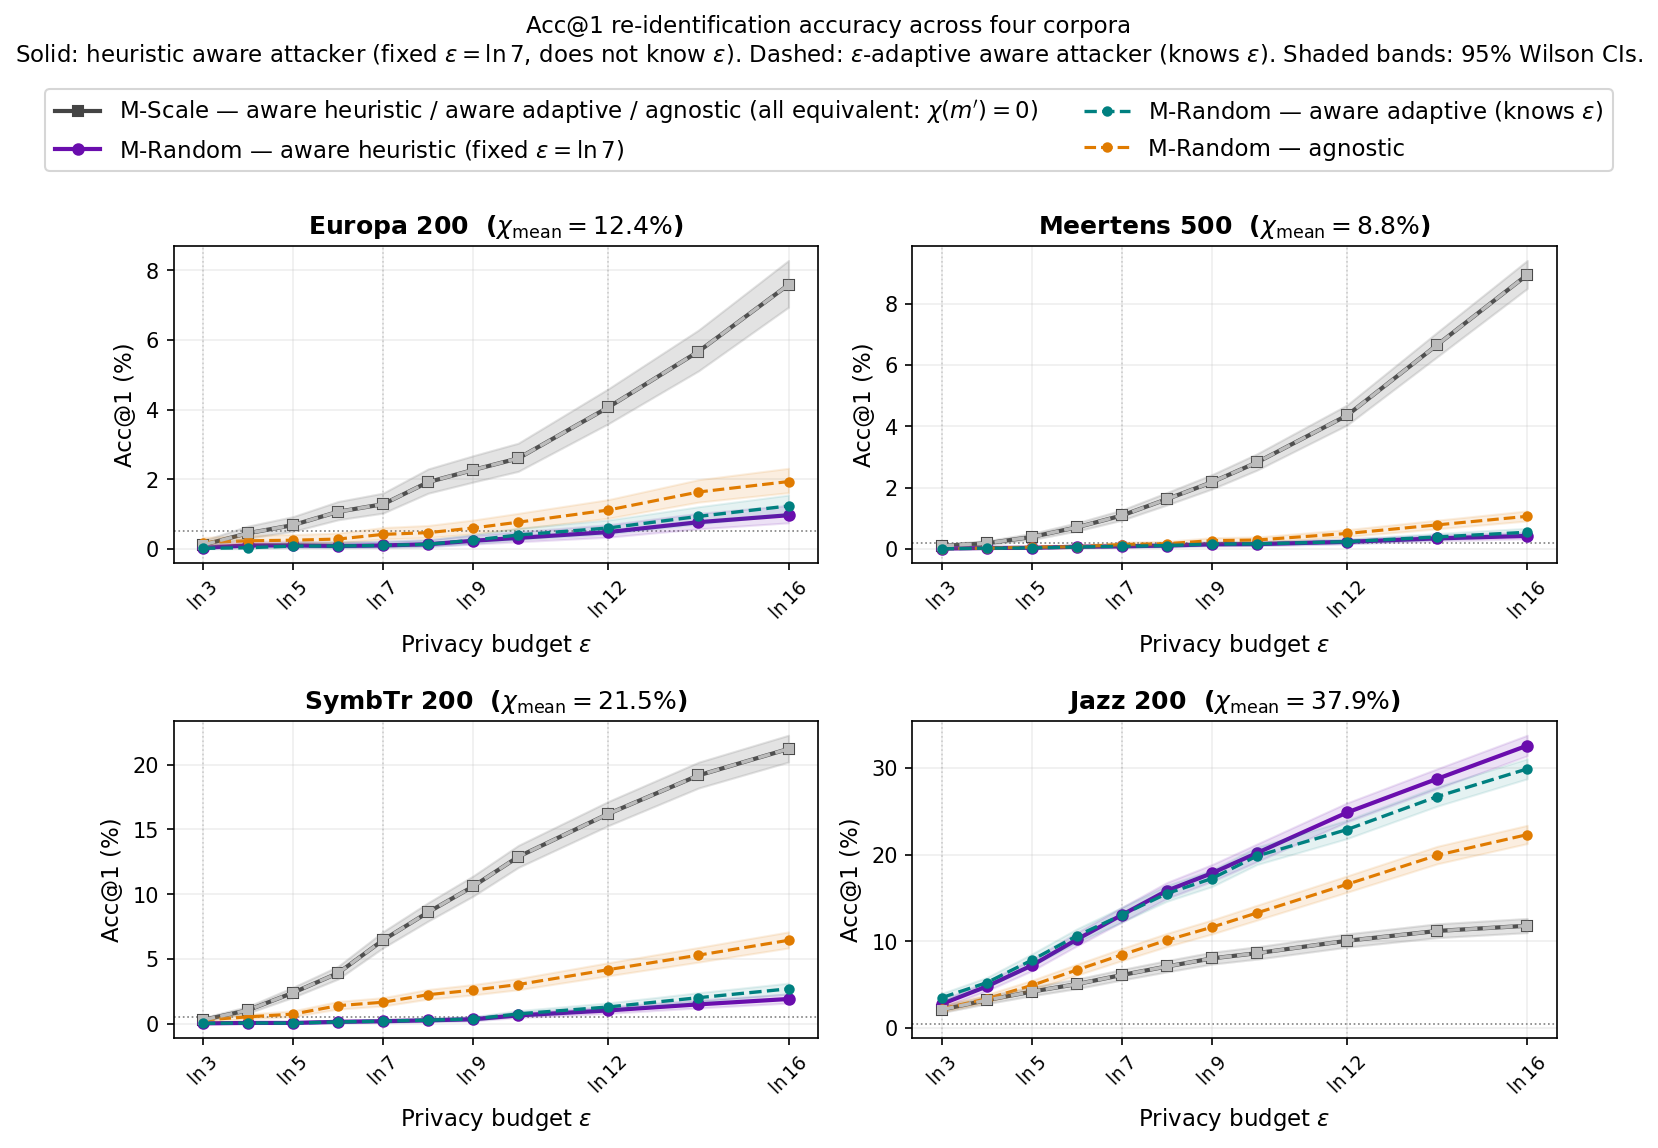 Acc@1 re-identification accuracy across four corpora
Solid: heuristic aware attacker (fixed ε = ln 7, does not know ε). Dashed: ε-adaptive aware attacker (knows ε). Shaded bands: 95% Wilson CIs.
M-Scale — aware heuristic / aware adaptive / agnostic (all equivalent: χ(m′) = 0)
M-Random — aware heuristic (fixed ε = ln 7)
M-Random — aware adaptive (knows ε)
M-Random — agnostic
Europa 200 (χmean = 12.4%)
Acc@1 (%)
8
6
4
2
0
ln 3
ln 5
ln 7
ln 9
ln 12
ln 16
Privacy budget ε
Meertens 500 (χmean = 8.8%)
Acc@1 (%)
8
6
4
2
0
ln 3
ln 5
ln 7
ln 9
ln 12
ln 16
Privacy budget ε
SymbTr 200 (χmean = 21.5%)
Acc@1 (%)
20
15
10
5
0
ln 3
ln 5
ln 7
ln 9
ln 12
ln 16
Privacy budget ε
Jazz 200 (χmean = 37.9%)
Acc@1 (%)
30
20
10
0
ln 3
ln 5
ln 7
ln 9
ln 12
ln 16
Privacy budget ε